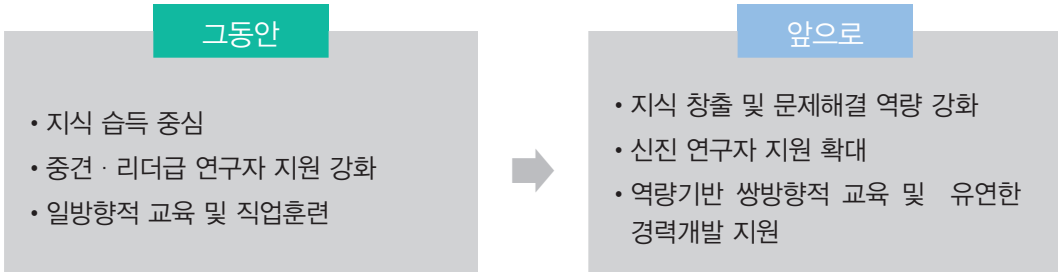 그동안
• 지식 습득 중심
• 중견 · 리더급 연구자 지원 강화
• 일방향적 교육 및 직업훈련
앞으로
• 지식 창출 및 문제해결 역량 강화
• 신진 연구자 지원 확대
• 역량기반 쌍방향적 교육 및 유연한
경력개발 지원